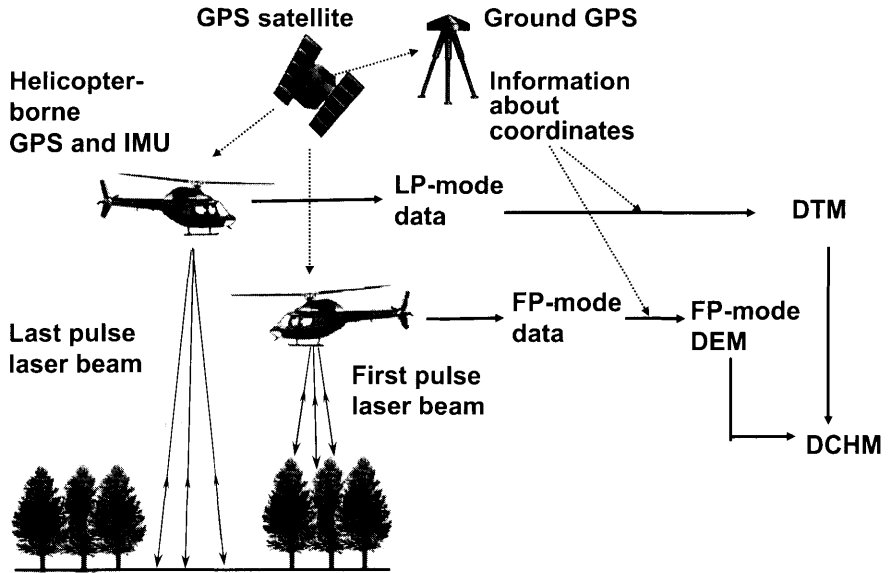 GPS satellite
Ground GPS
Helicopter-
borne
GPS and IMU
Information
about
coordinates
LP-mode
data
DTM
Last pulse
laser beam
First pulse
laser beam
FP-mode
data
FP-mode
DEM
DCHM